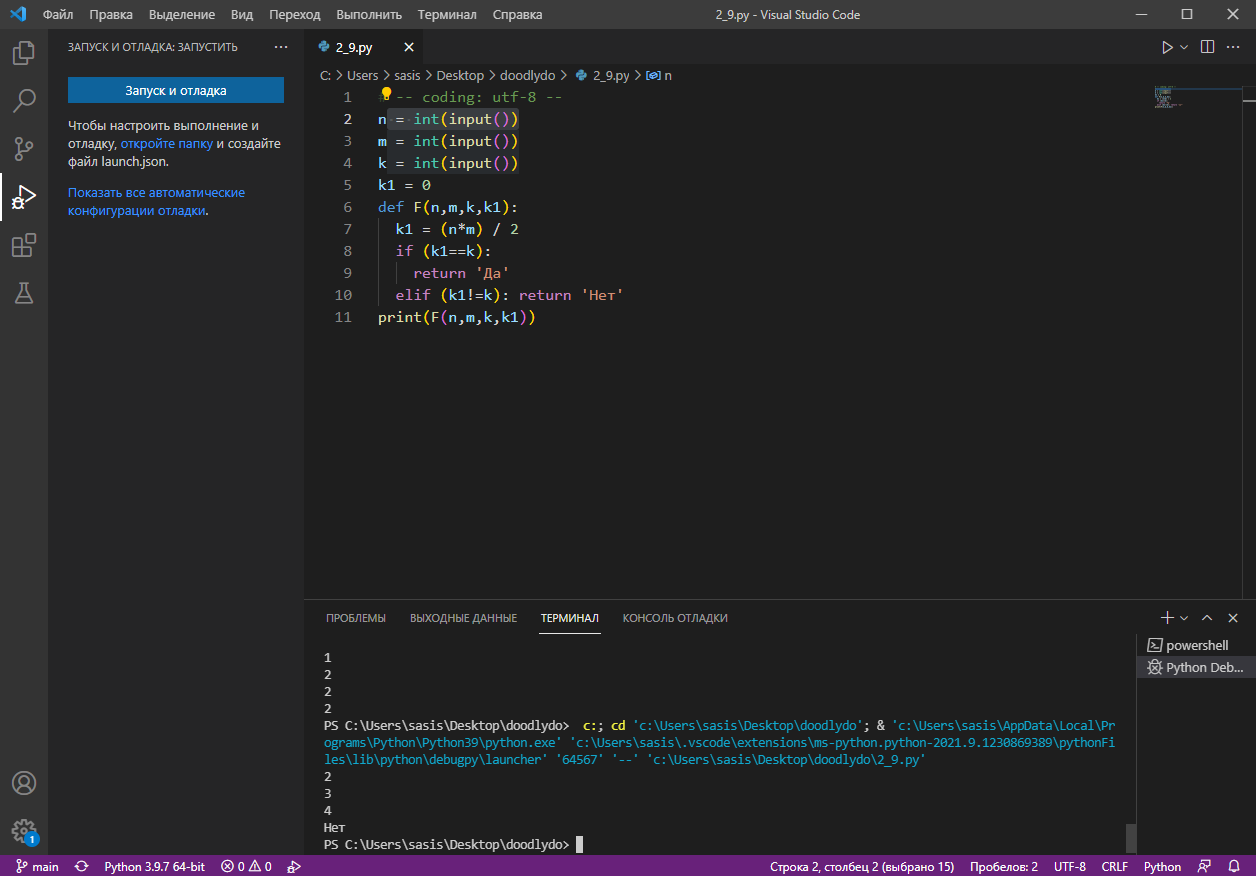 Файл Правка Выделение Вид Переход Выполнить Терминал Справка 2_9.py - Visual Studio Code
ЗАПУСК И ОТЛАДКА: ЗАПУСТИТЬ
Запуск и отладка
Чтобы настроить выполнение и
отладку, откройте папку и создайте
файл launch.json.
Показать все автоматические
конфигурации отладки.
2_9.py
C: > Users > sasis > Desktop > doodlydo > 2_9.py > n
1 -- coding: utf-8 --
2 n = int(input())
3 m = int(input())
4 k = int(input())
5 k1 = 0
6 def F(n,m,k,k1):
7 k1 = (n*m) / 2
8 if (k1==k):
9 return 'Да'
10 elif (k1!=k): return 'Нет'
11 print(F(n,m,k,k1))
ПРОБЛЕМЫ ВЫХОДНЫЕ ДАННЫЕ ТЕРМИНАЛ КОНСОЛЬ ОТЛАДКИ
powershell
Python Deb...
1
2
2
2
PS C:\Users\sasis\Desktop\doodlydo> c:; cd 'c:\Users\sasis\Desktop\doodlydo'; & 'c:\Users\sasis\AppData\Local\Pr
ograms\Python\Python39\python.exe' 'c:\Users\sasis\.vscode\extensions\ms-python.python-2021.9.1230869389\pythonFi
les\lib\python\debugpy\launcher' '64567' '--' 'c:\Users\sasis\Desktop\doodlydo\2_9.py'
2
3
4
Нет
PS C:\Users\sasis\Desktop\doodlydo>
1
main Python 3.9.7 64-bit 0 0 Строка 2, столбец 2 (выбрано 15) Пробелов: 2 UTF-8 CRLF Python